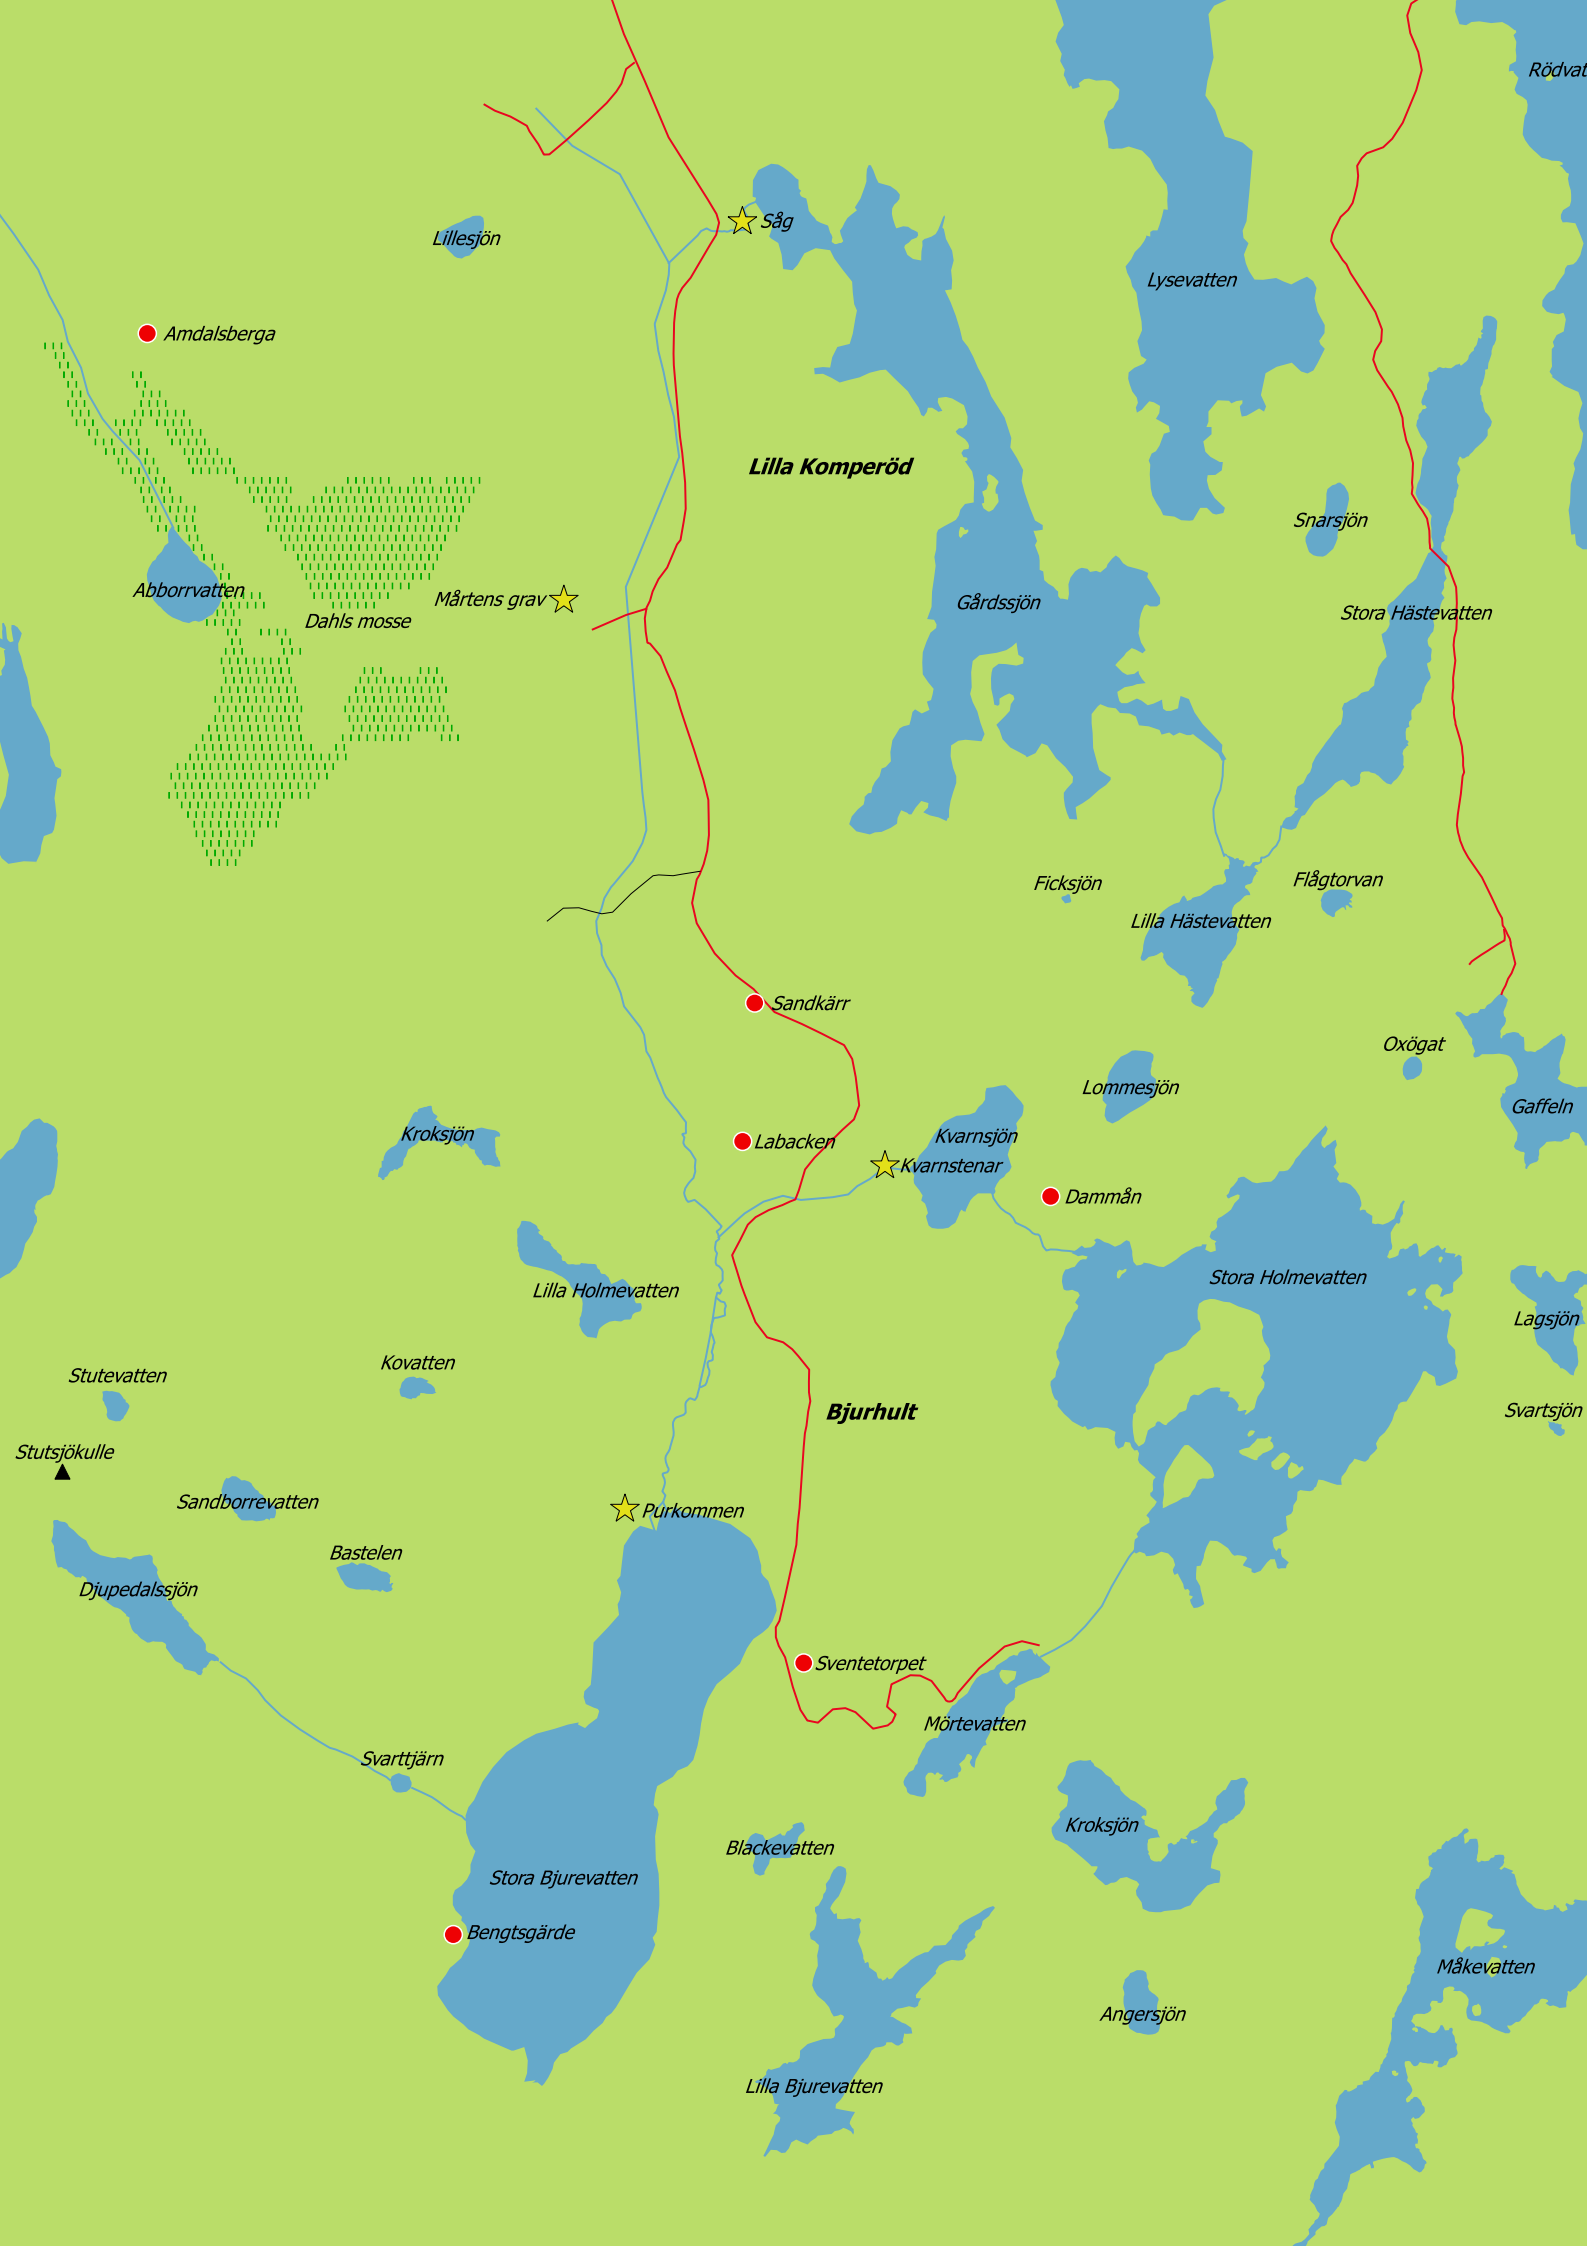 Rödvat
Såg
Lillesjön
Lysevatten
Amdalsberga
Lilla Komperöd
Snarsjön
Abborrvatten
Mårtens grav
Gårdssjön
Dahls mosse
Stora Hästevatten
Ficksjön
Flågtorvan
Lilla Hästevatten
Sandkärr
Oxögat
Lommesjön
Gaffeln
Kroksjön
Labacken
Kvarnsjön
Kvarnstenar
Dammån
Stora Holmevatten
Lilla Holmevatten
Lagsjön
Kovatten
Stutevatten
Bjurhult
Svartsjön
Stutsjökulle
Sandborrevatten
Purkommen
Bastelen
Djupedalssjön
Sventetorpet
Mörtevatten
Svarttjärn
Kroksjön
Blackevatten
Stora Bjurevatten
Bengtsgärde
Måkevatten
Angersjön
Lilla Bjurevatten